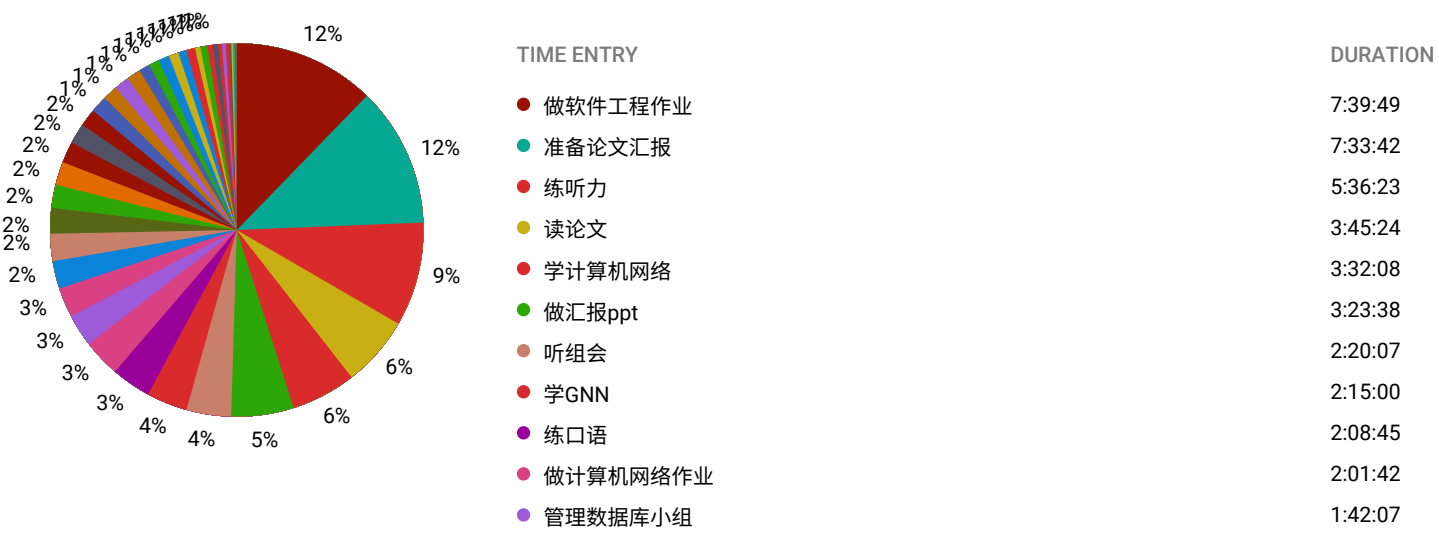 12%
12%
9%
6%
6%
5%
4%
4%
3%
3%
3%
3%
2%
2%
2%
2%
2%
2%
2%
2%
1%
1%
TIME ENTRY DURATION
做软件工程作业 7:39:49
准备论文汇报 7:33:42
练听力 5:36:23
读论文 3:45:24
学计算机网络 3:32:08
做汇报ppt 3:23:38
听组会 2:20:07
学GNN 2:15:00
练口语 2:08:45
做计算机网络作业 2:01:42
管理数据库小组 1:42:07